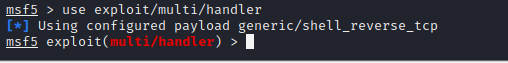 msf5 > use exploit/multi/handler
[*] Using configured payload generic/shell_reverse_tcp
msf5 exploit(multi/handler) >